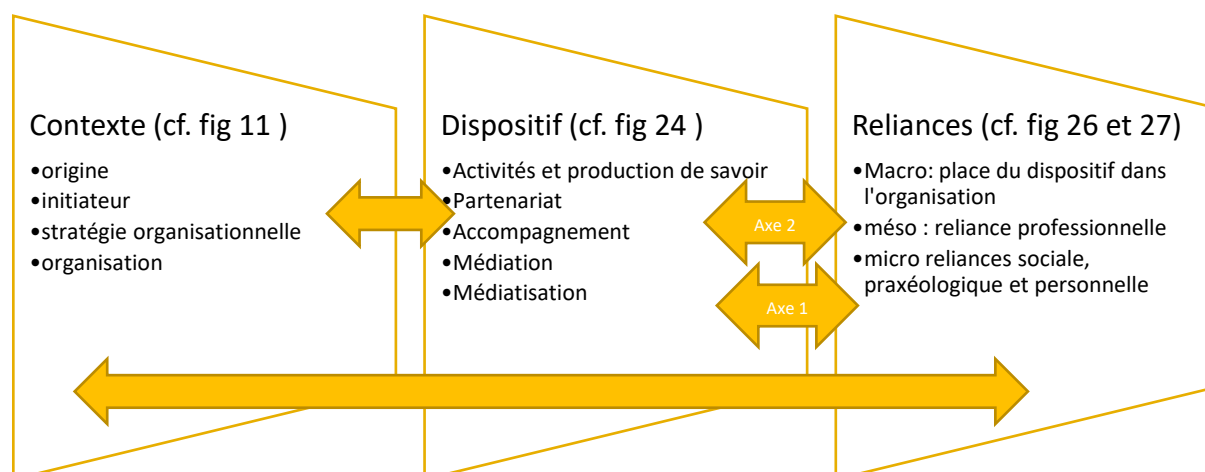 Contexte (cf. fig 11 )
•origine
•initiateur
•stratégie organisationnelle
•organisation
Dispositif (cf. fig 24 )
•Activités et production de savoir
•Partenariat
•Accompagnement
•Médiation
•Médiatisation
Axe 2
Axe 1
Reliances (cf. fig 26 et 27)
•Macro: place du dispositif dans
l'organisation
•méso : reliance professionnelle
•micro reliances sociale,
praxéologique et personnelle